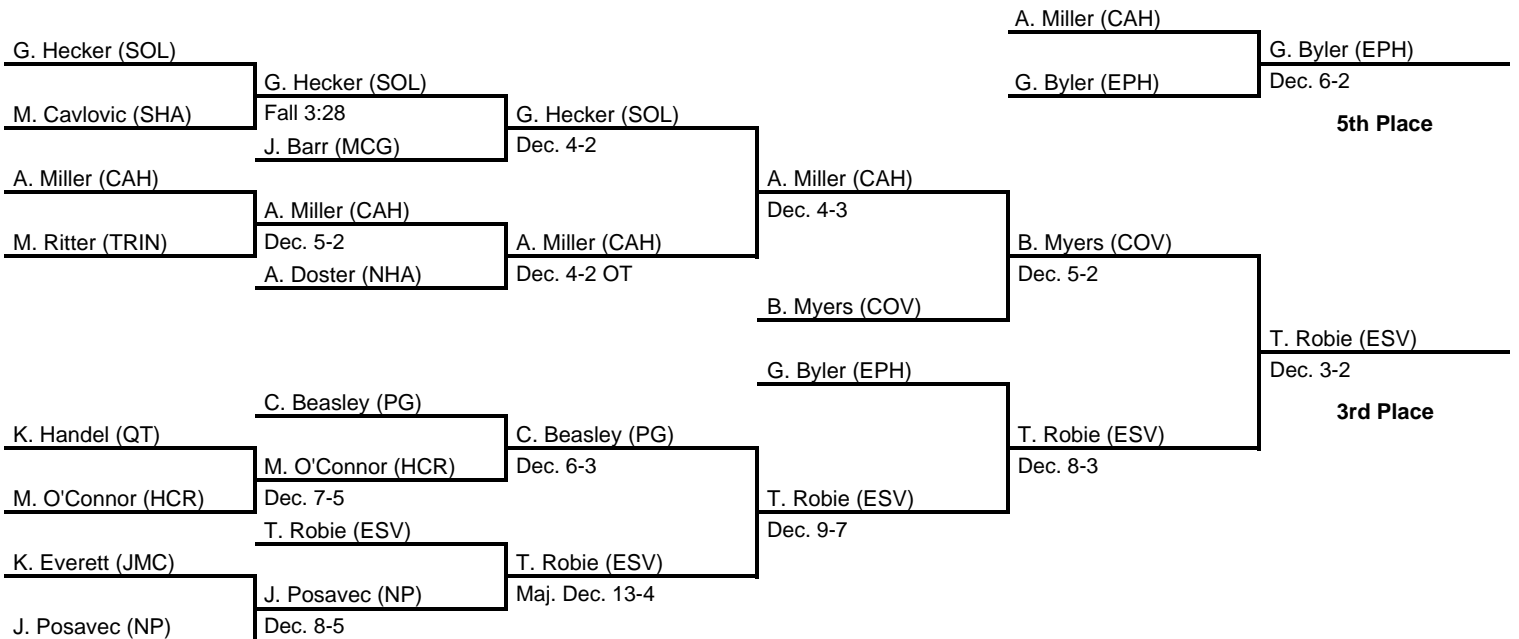 A. Miller (CAH)
G. Hecker (SOL)
G. Byler (EPH)
G. Hecker (SOL)
G. Byler (EPH)
Dec. 6-2
M. Cavlovic (SHA)
Fall 3:28
G. Hecker (SOL)
5th Place
J. Barr (MCG)
Dec. 4-2
A. Miller (CAH)
A. Miller (CAH)
A. Miller (CAH)
Dec. 4-3
M. Ritter (TRIN)
Dec. 5-2
A. Miller (CAH)
B. Myers (COV)
A. Doster (NHA)
Dec. 4-2 OT
Dec. 5-2
B. Myers (COV)
T. Robie (ESV)
G. Byler (EPH)
Dec. 3-2
C. Beasley (PG)
3rd Place
K. Handel (QT)
C. Beasley (PG)
T. Robie (ESV)
M. O'Connor (HCR)
Dec. 6-3
Dec. 8-3
M. O'Connor (HCR)
Dec. 7-5
T. Robie (ESV)
T. Robie (ESV)
Dec. 9-7
K. Everett (JMC)
T. Robie (ESV)
J. Posavec (NP)
Maj. Dec. 13-4
J. Posavec (NP)
Dec. 8-5